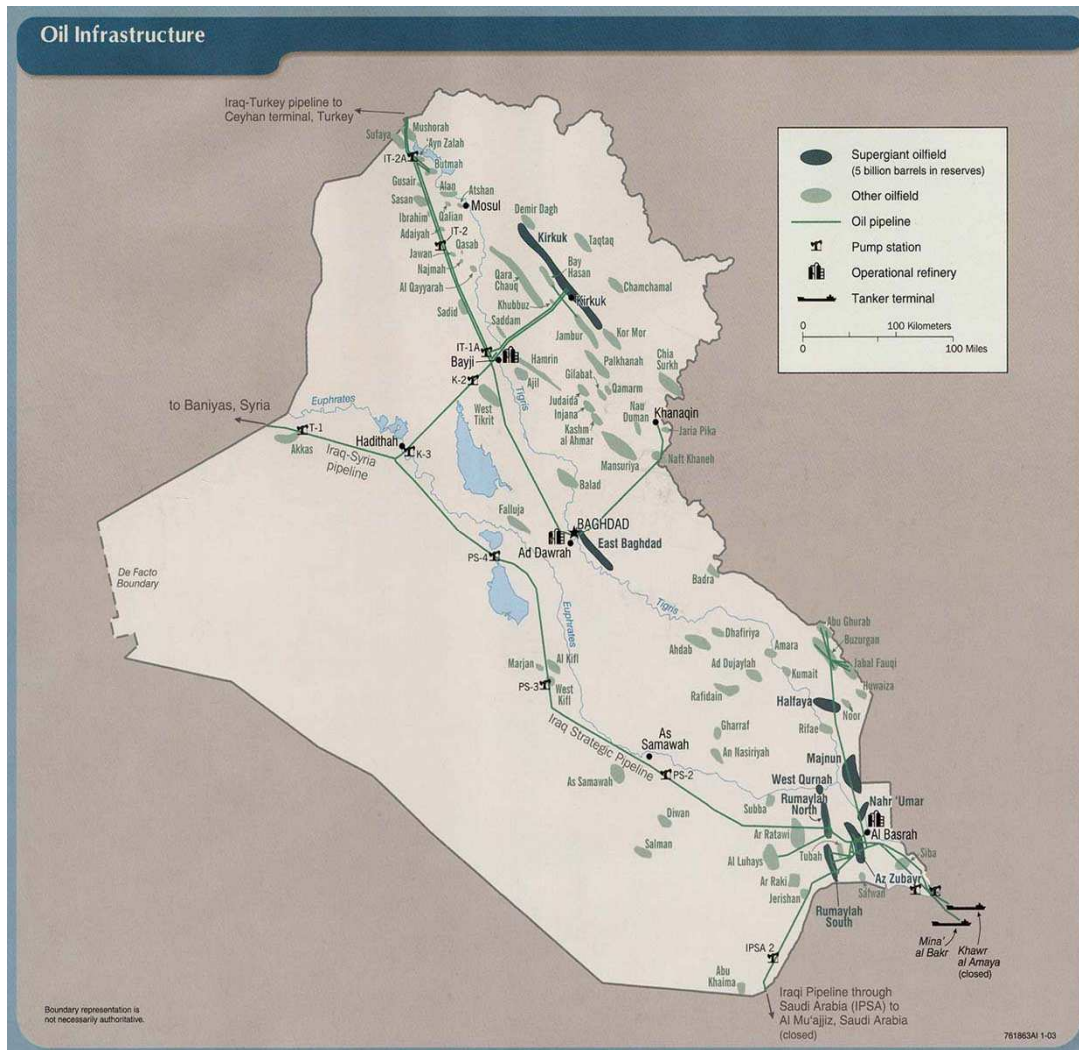 Oil Infrastructure
Iraq-Turkey pipeline to
Ceyhan terminal, Turkey
Mushorah
Sufaya
'Ayn Zalah
IT-2A
Butmah
Gusair
Alan
Atshan
Sasan
Mosul
Ibrahim
Qalian
Adaiyah
IT-2
Jawan
Qasab
Najmah
Al Qayyarah
Sadid
Demir Dagh
Kirkuk
Taqtaq
Bay
Hasan
Qara
Chauq
Chamchamal
Khubbuz
Kirkuk
Saddam
Jambur
Kor Mor
IT-1A
Bayji
Hamrin
Palkhanah
Chia
Surkh
K-2
Ajil
Gilabat
Qamarm
Tigris
Judaida
Injana
Nau
Duman
Khanaqin
West
Tikrit
Kashm
al Ahmar
Jaria Pika
to Baniyas, Syria
Euphrates
T-1
Akkas
Hadithah
K-3
Iraq-Syria
pipeline
Mansuriya
Naft Khaneh
Balad
Falluja
BAGHDAD
Ad Dawrah
East Baghdad
PS-4
De Facto
Boundary
Badra
Tigris
Euphrates
Abu Ghurab
Buzurgan
Dhafiriya
Ahdab
Amara
Jabal Fauqi
Marjan
Al Kifl
Ad Dujaylah
Kumait
Huwaiza
PS-3
West
Kifl
Rafidain
Halfaya
Noor
Iraq Strategic Pipeline
Gharraf
Rifae
As
Samawah
An Nasiriyah
Majnun
As Samawah
PS-2
West Qurnah
Rumaylah
North
Nahr 'Umar
Subba
Diwan
Ar Ratawi
Al Basrah
Salman
Tubah
Siba
Al Luhays
Az Zubayr
Ar Raki
Safwan
Jerishan
Rumaylah
South
IPSA 2
Mina'
al Bakr
Khawr
al Amaya
(closed)
Abu
Khaima
Iraqi Pipeline through
Saudi Arabia (IPSA) to
Al Mu'ajjiz, Saudi Arabia
(closed)
Supergiant oilfield
(5 billion barrels in reserves)
Other oilfield
Oil pipeline
Pump station
Operational refinery
Tanker terminal
0 100 Kilometers
0 100 Miles
Boundary representation is
not necessarily authoritative.
761863AI 1-03